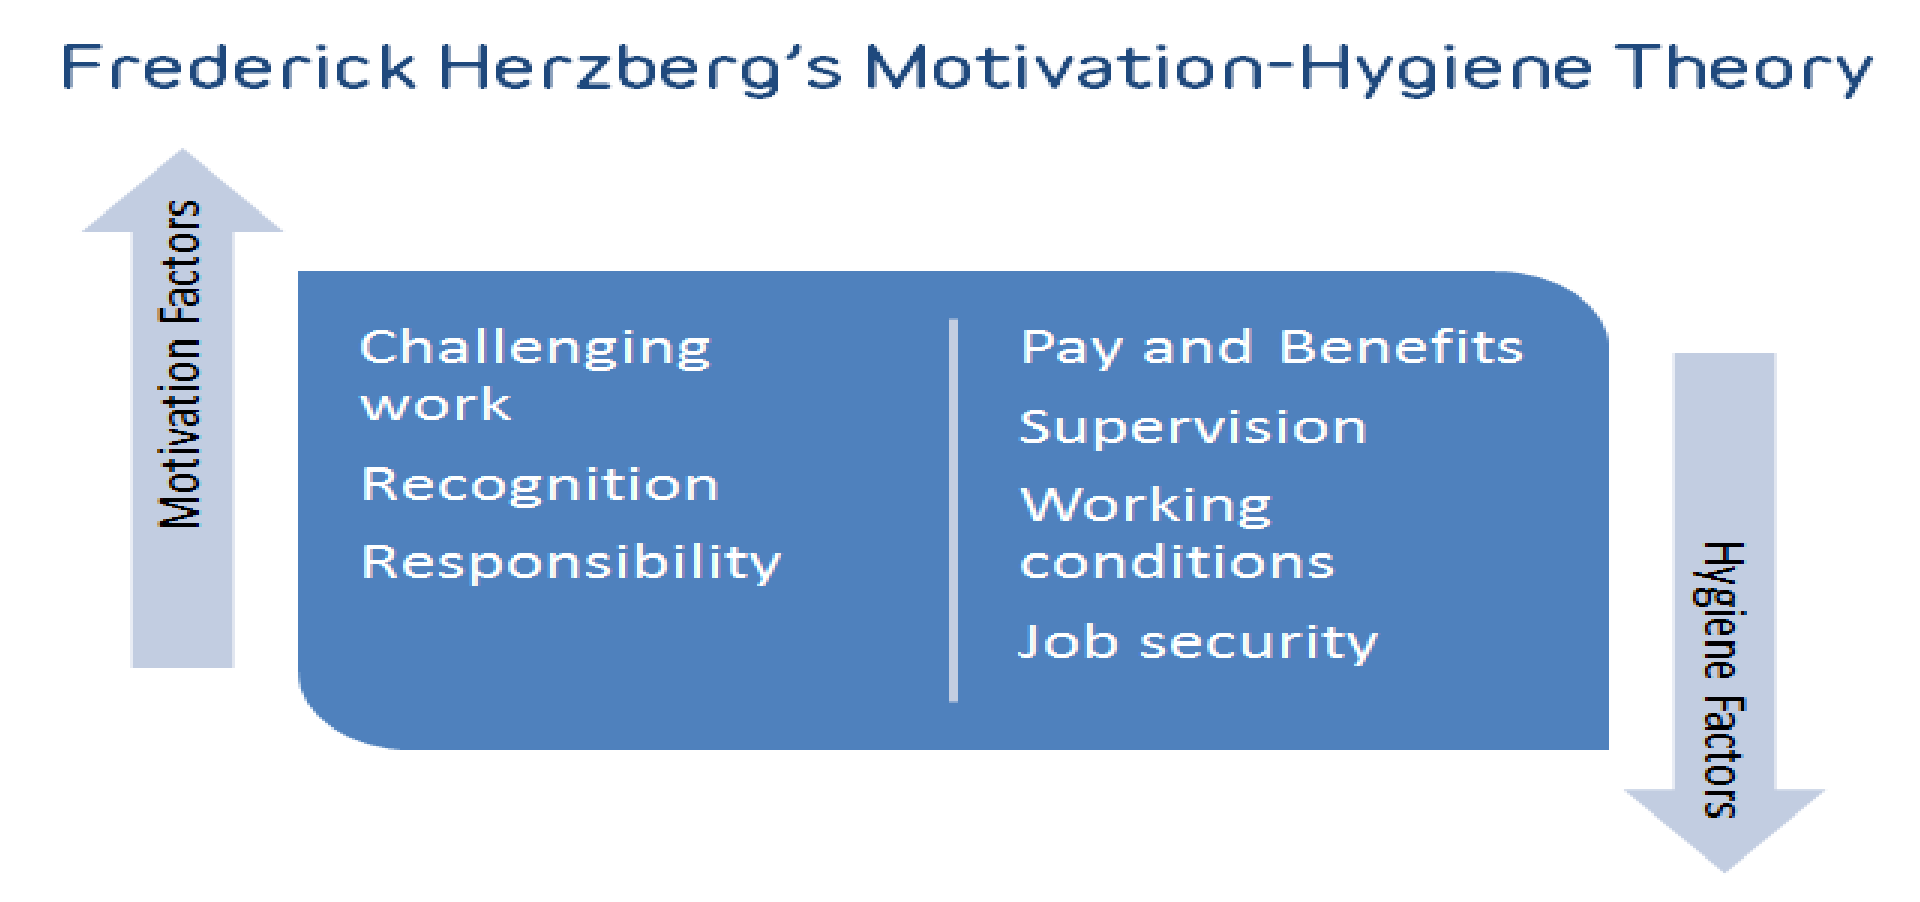 Frederick Herzberg’s Motivation-Hygiene Theory
Motivation Factors
Challenging
work
Recognition
Responsibility
Pay and Benefits
Supervision
Working
conditions
Job security
Hygiene Factors